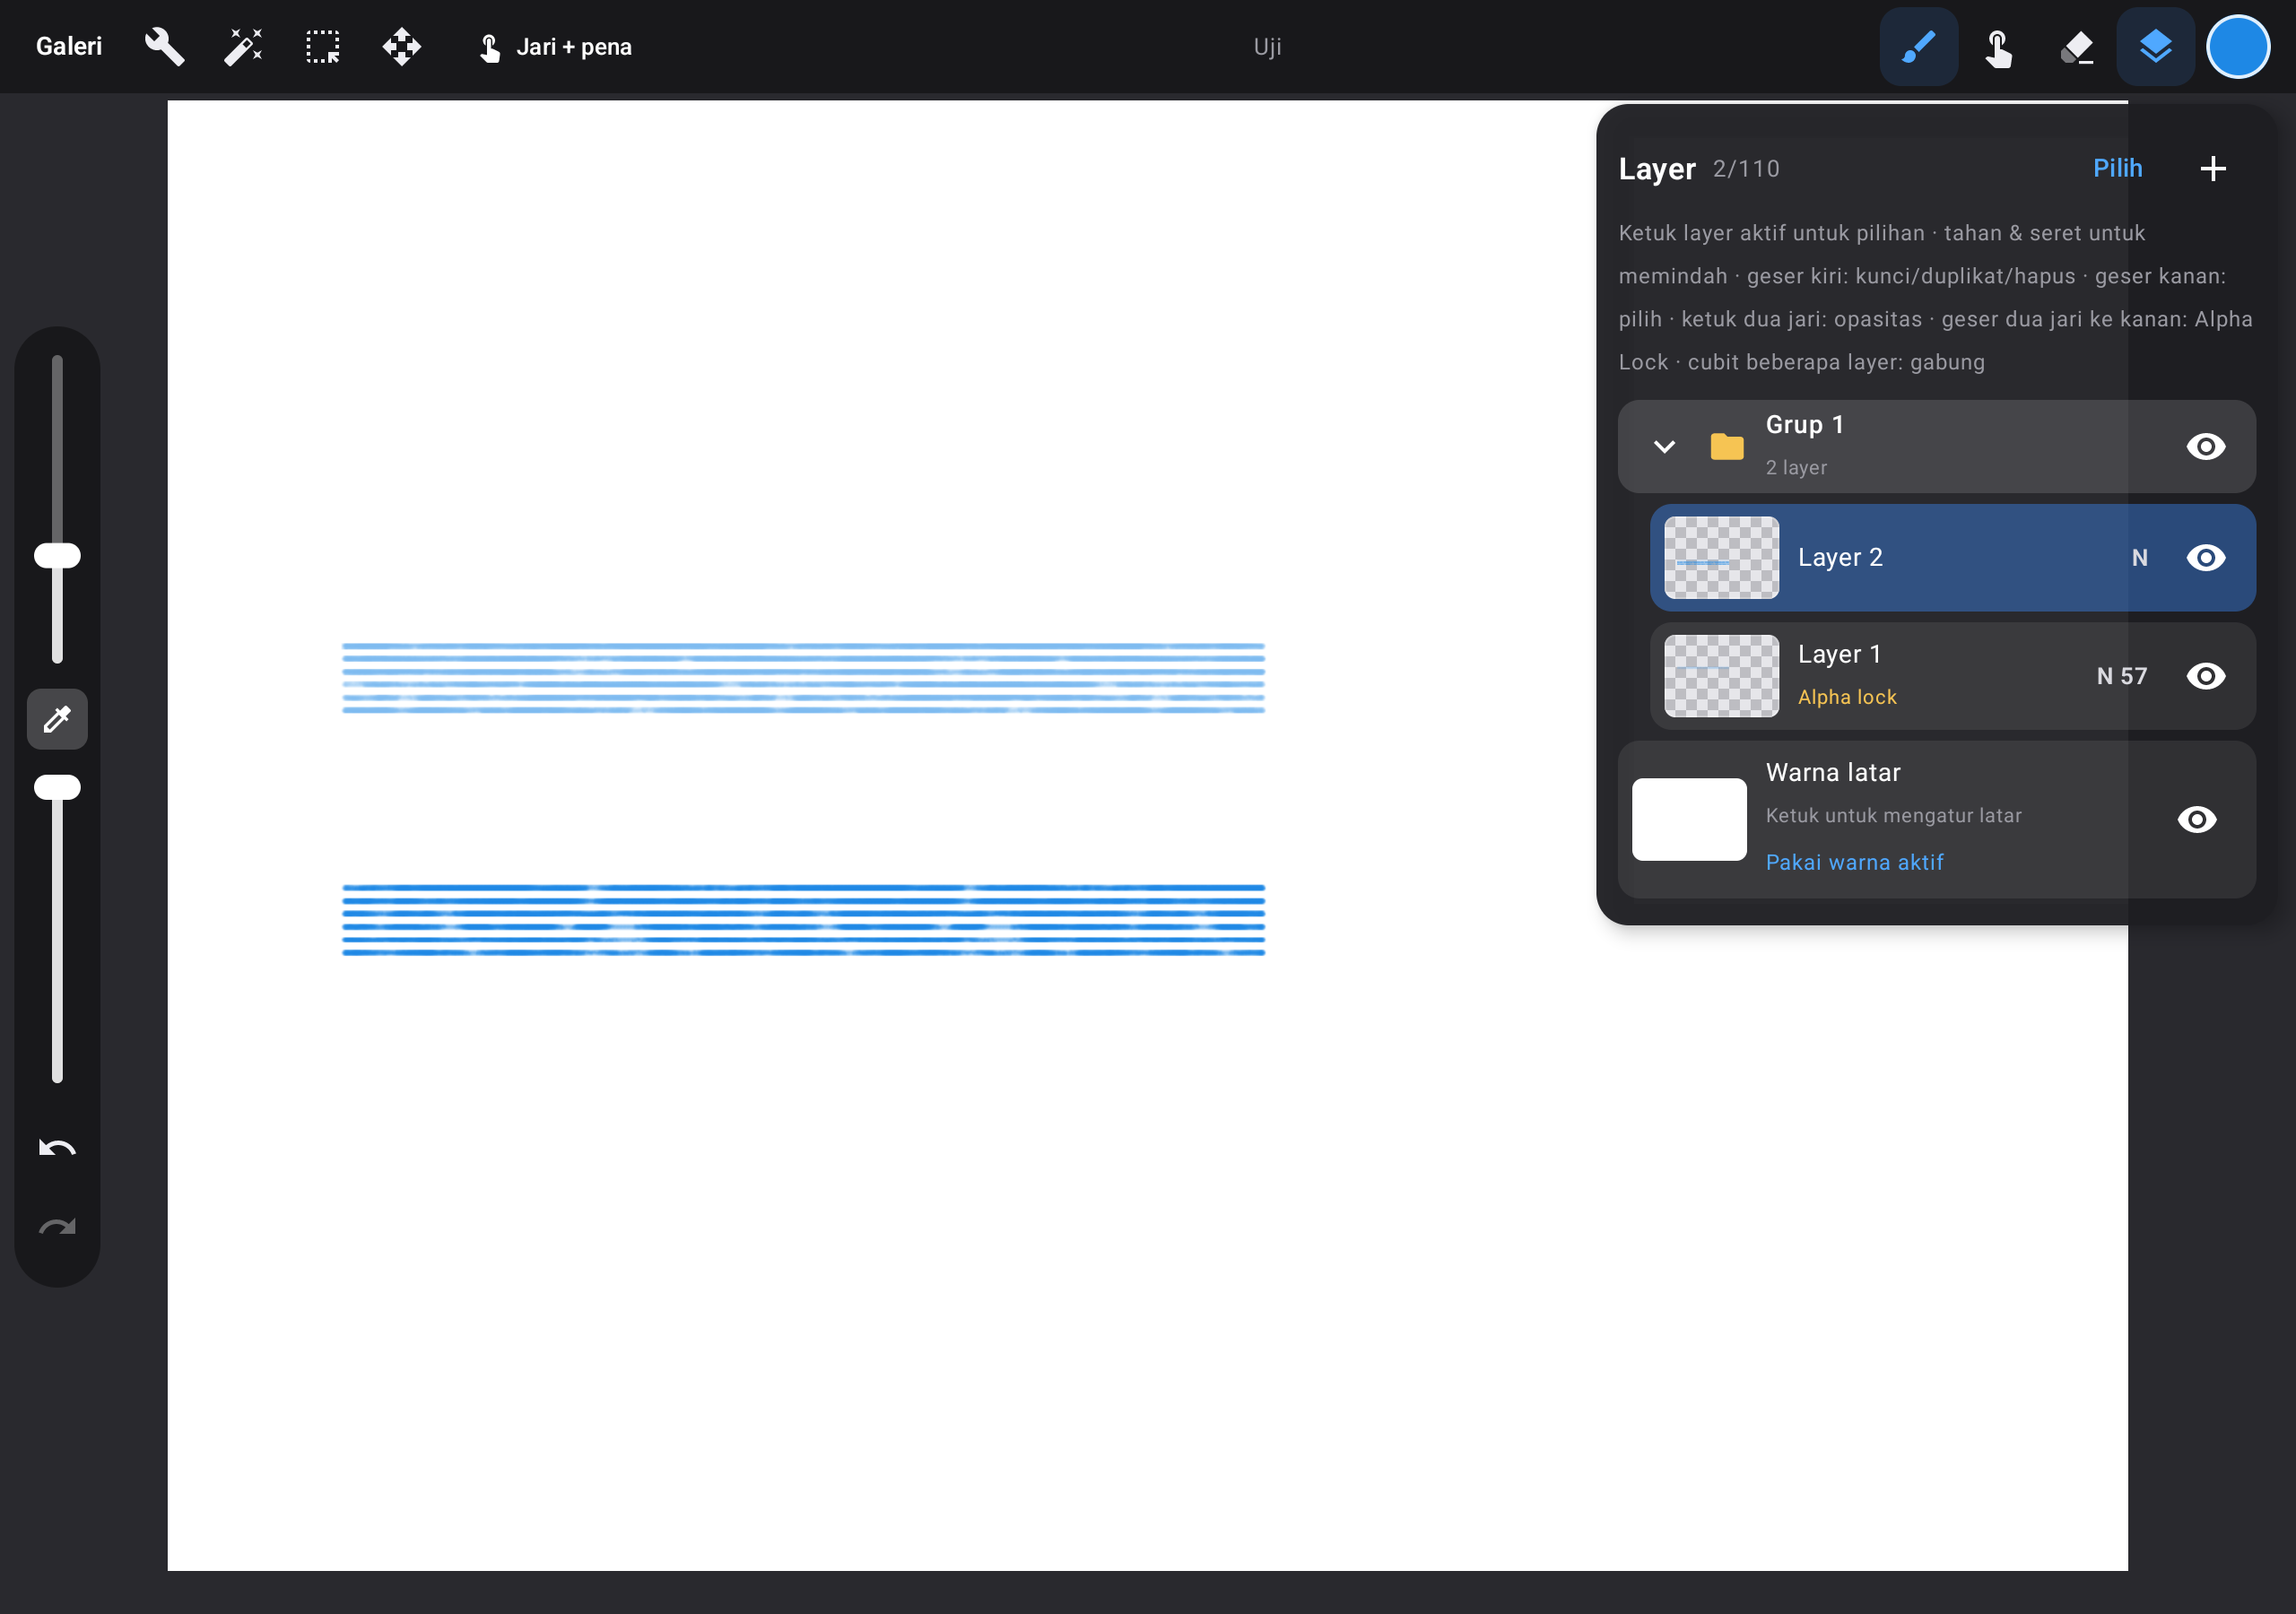 Galeri
Jari + pena
Uji
Layer 2/110
Pilih
Ketuk layer aktif untuk pilihan · tahan & seret untuk
memindah · geser kiri: kunci/duplikat/hapus · geser kanan:
pilih · ketuk dua jari: opasitas · geser dua jari ke kanan: Alpha
Lock · cubit beberapa layer: gabung
Grup 1
2 layer
Layer 2
N
Layer 1
Alpha lock
N 57
Warna latar
Ketuk untuk mengatur latar
Pakai warna aktif